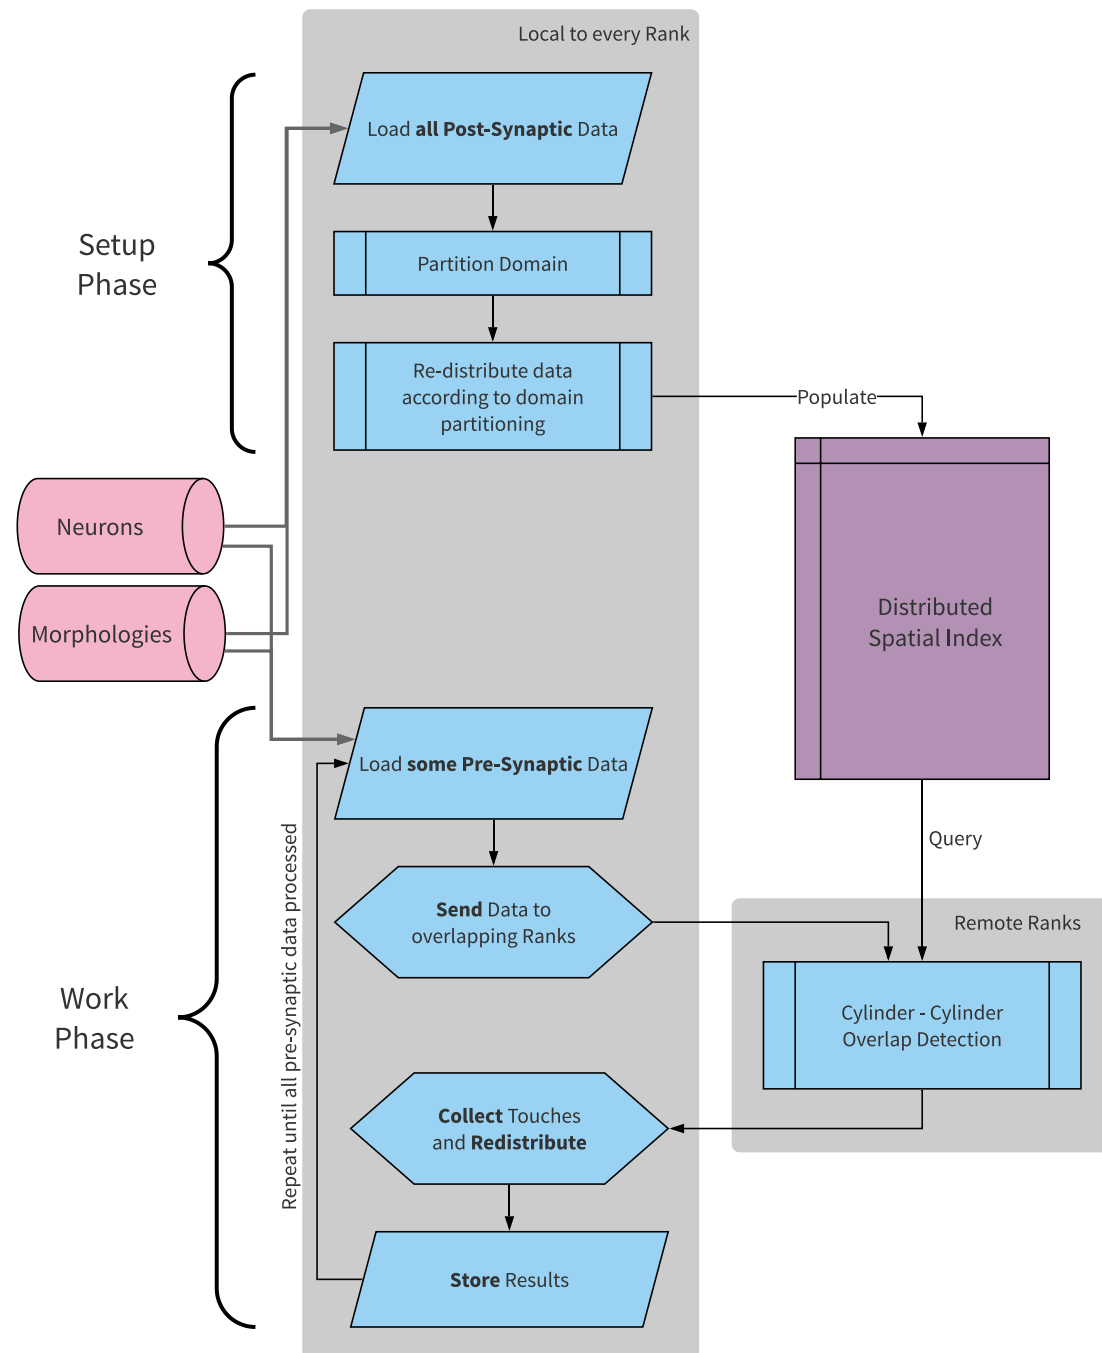 Local to every Rank
Load all Post-Synaptic Data
Setup
Phase
Partition Domain
Re-distribute data
according to domain
partitioning
Populate
Neurons
Morphologies
Distributed
Spatial Index
Load some Pre-Synaptic Data
Repeat until all pre-synaptic data processed
Query
Send Data to
overlapping Ranks
Remote Ranks
Work
Phase
Cylinder - Cylinder
Overlap Detection
Collect Touches
and Redistribute
Store Results